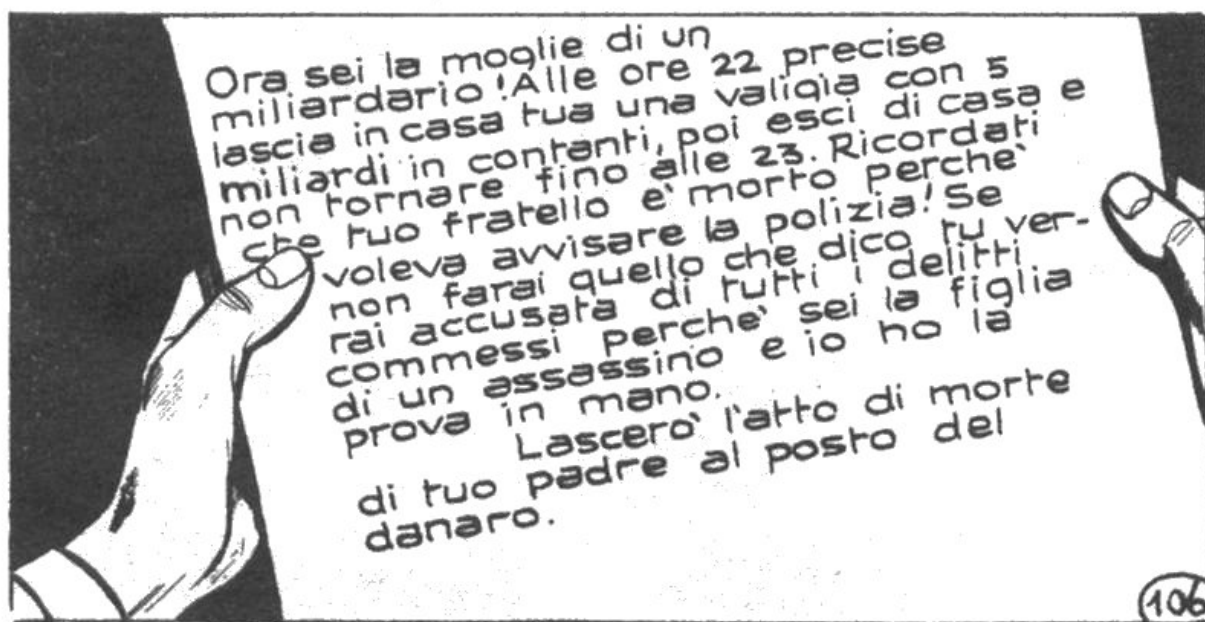 Ora sei la moglie di un
miliardario! Alle ore 22 precise
lascia in casa tua una valigia con 5
miliardi in contanti, poi esci di casa e
non tornare fino alle 23. Ricordati
che tuo fratello e' morto perche'
voleva avvisare la polizia! Se
non farai quello che dico tu ver-
rai accusata di tutti i delitti
commessi perche' sei la figlia
di un assassino e io ho la
prova in mano.
Lascero' l'atto di morte
di tuo padre al posto del
danaro.
106